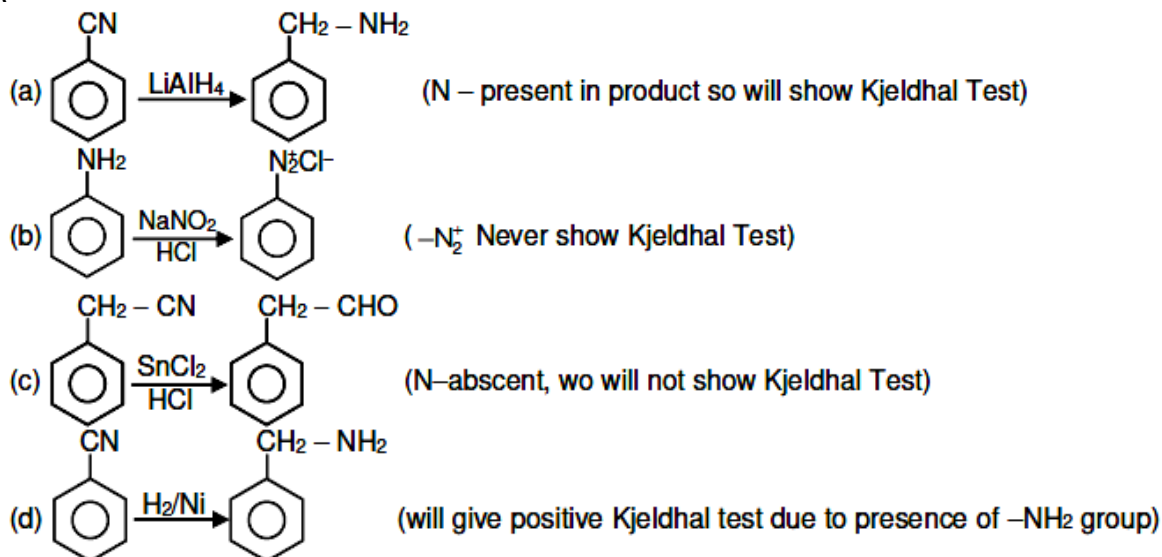 CN CH₂ – NH₂
(a) LiAlH₄ (N – present in product so will show Kjeldhal Test)
NH₂ N₂⁺Cl⁻
(b) NaNO₂ HCl ( –N₂⁺ Never show Kjeldhal Test)
CH₂ – CN CH₂ – CHO
(c) SnCl₂ HCl (N–abscent, wo will not show Kjeldhal Test)
CN CH₂ – NH₂
(d) H₂/Ni (will give positive Kjeldhal test due to presence of –NH₂ group)